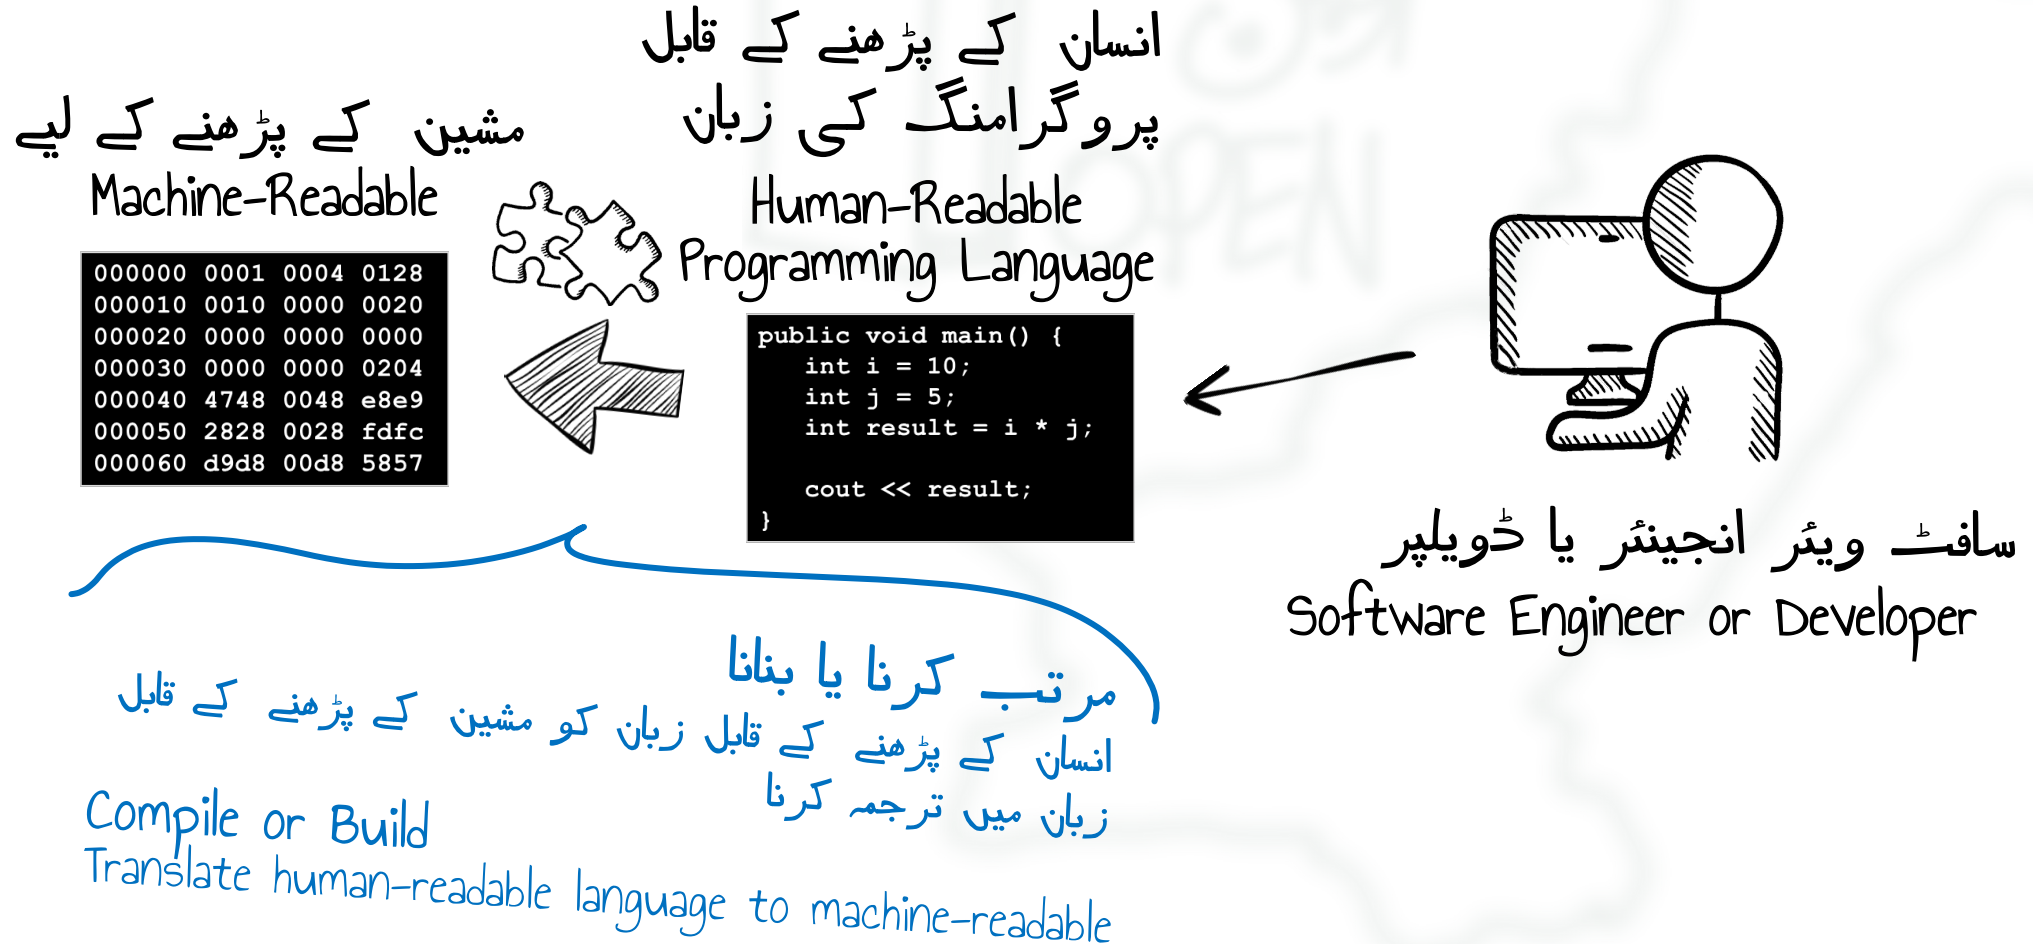 انسان کے پڑھنے کے قابل
پروگرامنگ کی زبان
Human-Readable
Programming Language
مشین کے پڑھنے کے لیے
Machine-Readable
000000 0001 0004 0128
000010 0010 0000 0020
000020 0000 0000 0000
000030 0000 0000 0204
000040 4748 0048 e8e9
000050 2828 0028 fdfc
000060 d9d8 00d8 5857
public void main() {
int i = 10;
int j = 5;
int result = i * j;
cout << result;
}
سافٹ ویئر انجینئر یا ڈویلپر
Software Engineer or Developer
مرتب کرنا یا بنانا
انسان کے پڑھنے کے قابل زبان کو مشین کے پڑھنے کے قابل
زبان میں ترجمہ کرنا
Compile or Build
Translate human-readable language to machine-readable
OPEN